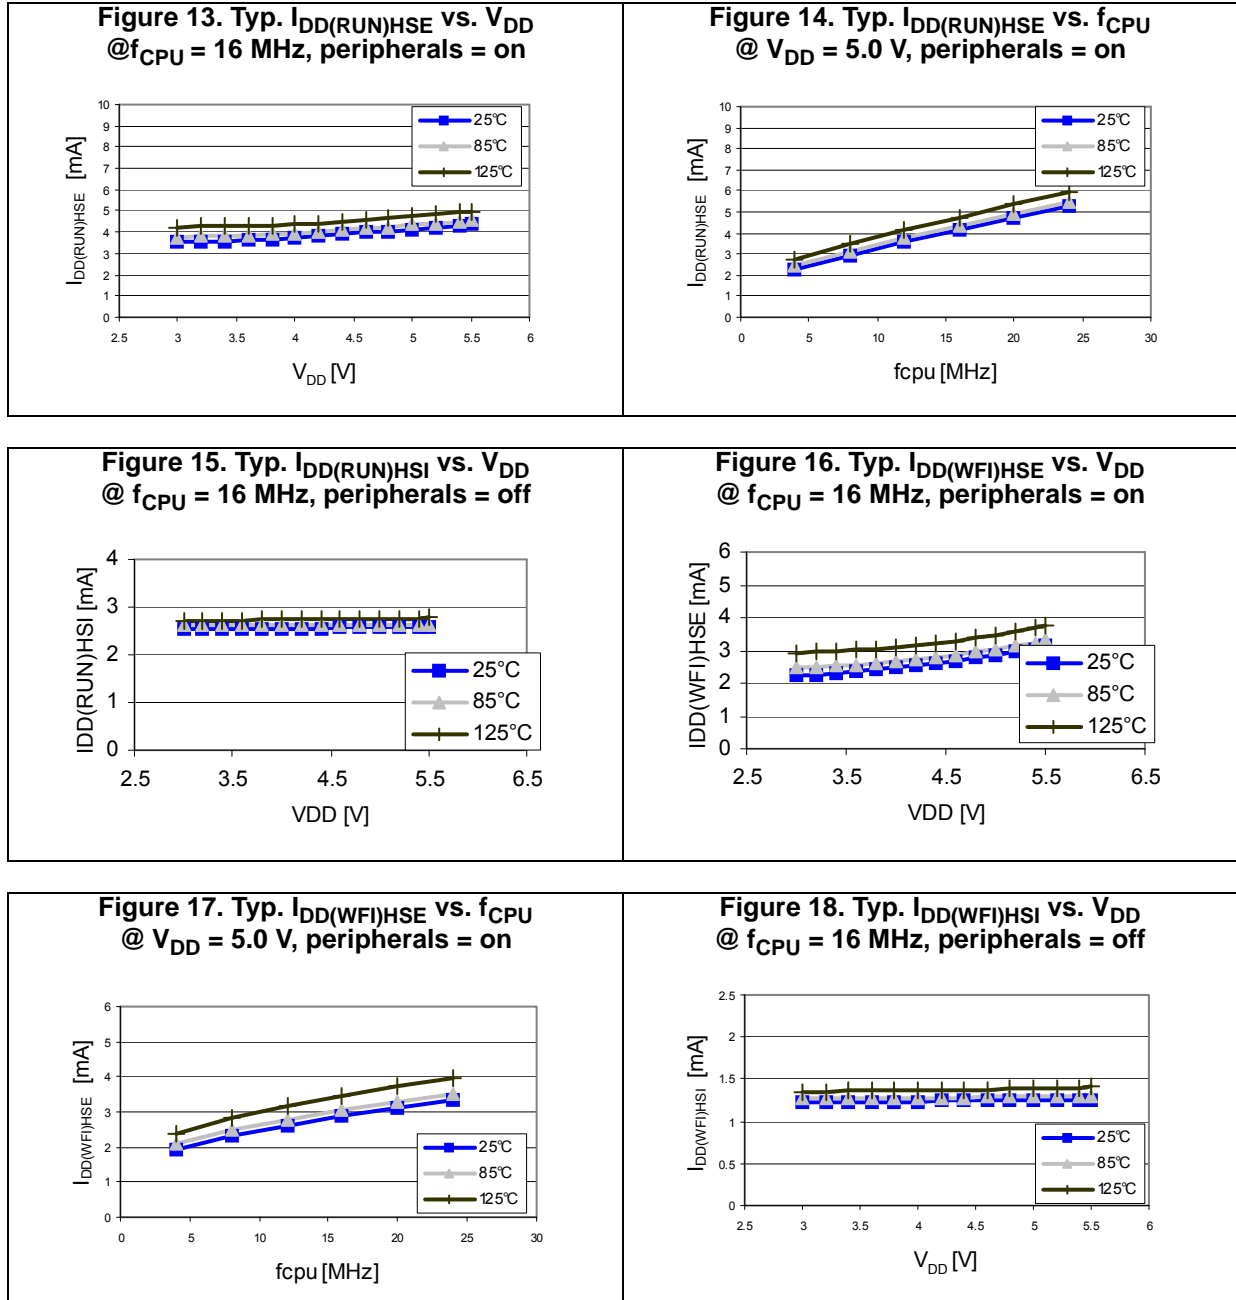 Figure 13. Typ. IDD(RUN)HSE vs. VDD
@fCPU = 16 MHz, peripherals = on
10
9
8
7
6
5
4
3
2
1
0
IDD(RUN)HSE [mA]
25℃
85℃
125℃
2.5 3 3.5 4 4.5 5 5.5 6
VDD [V]
Figure 14. Typ. IDD(RUN)HSE vs. fCPU
@ VDD = 5.0 V, peripherals = on
10
9
8
7
6
5
4
3
2
1
0
IDD(RUN)HSE [mA]
25℃
85℃
125℃
0 5 10 15 20 25 30
fcpu [MHz]
Figure 15. Typ. IDD(RUN)HSI vs. VDD
@ fCPU = 16 MHz, peripherals = off
4
3
2
1
0
IDD(RUN)HSI [mA]
25°C
85°C
125°C
2.5 3.5 4.5 5.5 6.5
VDD [V]
Figure 16. Typ. IDD(WFI)HSE vs. VDD
@ fCPU = 16 MHz, peripherals = on
6
5
4
3
2
1
0
IDD(WFI)HSE [mA]
25°C
85°C
125°C
2.5 3.5 4.5 5.5 6.5
VDD [V]
Figure 17. Typ. IDD(WFI)HSE vs. fCPU
@ VDD = 5.0 V, peripherals = on
6
5
4
3
2
1
0
IDD(WFI)HSE [mA]
25℃
85℃
125℃
0 5 10 15 20 25 30
fcpu [MHz]
Figure 18. Typ. IDD(WFI)HSI vs. VDD
@ fCPU = 16 MHz, peripherals = off
2.5
2
1.5
1
0.5
0
IDD(WFI)HSI [mA]
25℃
85℃
125℃
2.5 3 3.5 4 4.5 5 5.5 6
VDD [V]